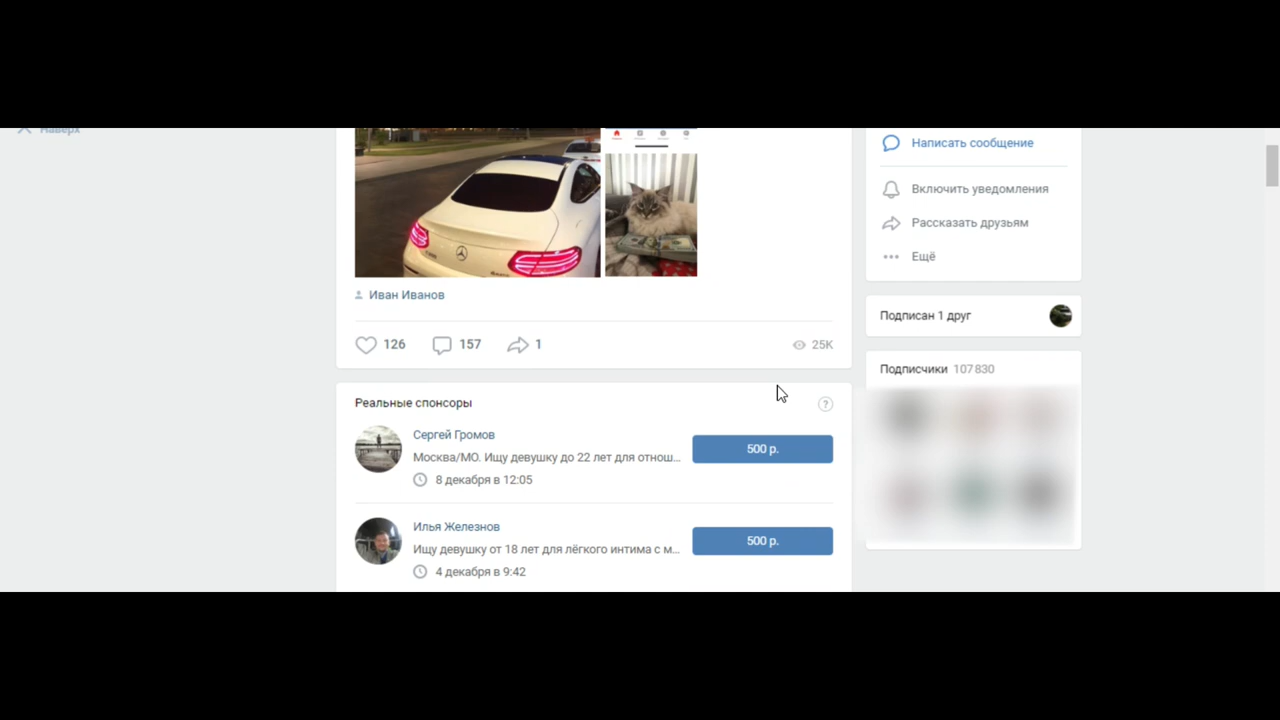 Наверх
Написать сообщение
Включить уведомления
Рассказать друзьям
Ещё
Иван Иванов
126 157 1 25K
Подписан 1 друг
Подписчики 107 830
Реальные спонсоры
?
Сергей Громов
Москва/МО. Ищу девушку до 22 лет для отнош...
8 декабря в 12:05
500 р.
Илья Железнов
Ищу девушку от 18 лет для лёгкого интима с м...
4 декабря в 9:42
500 р.